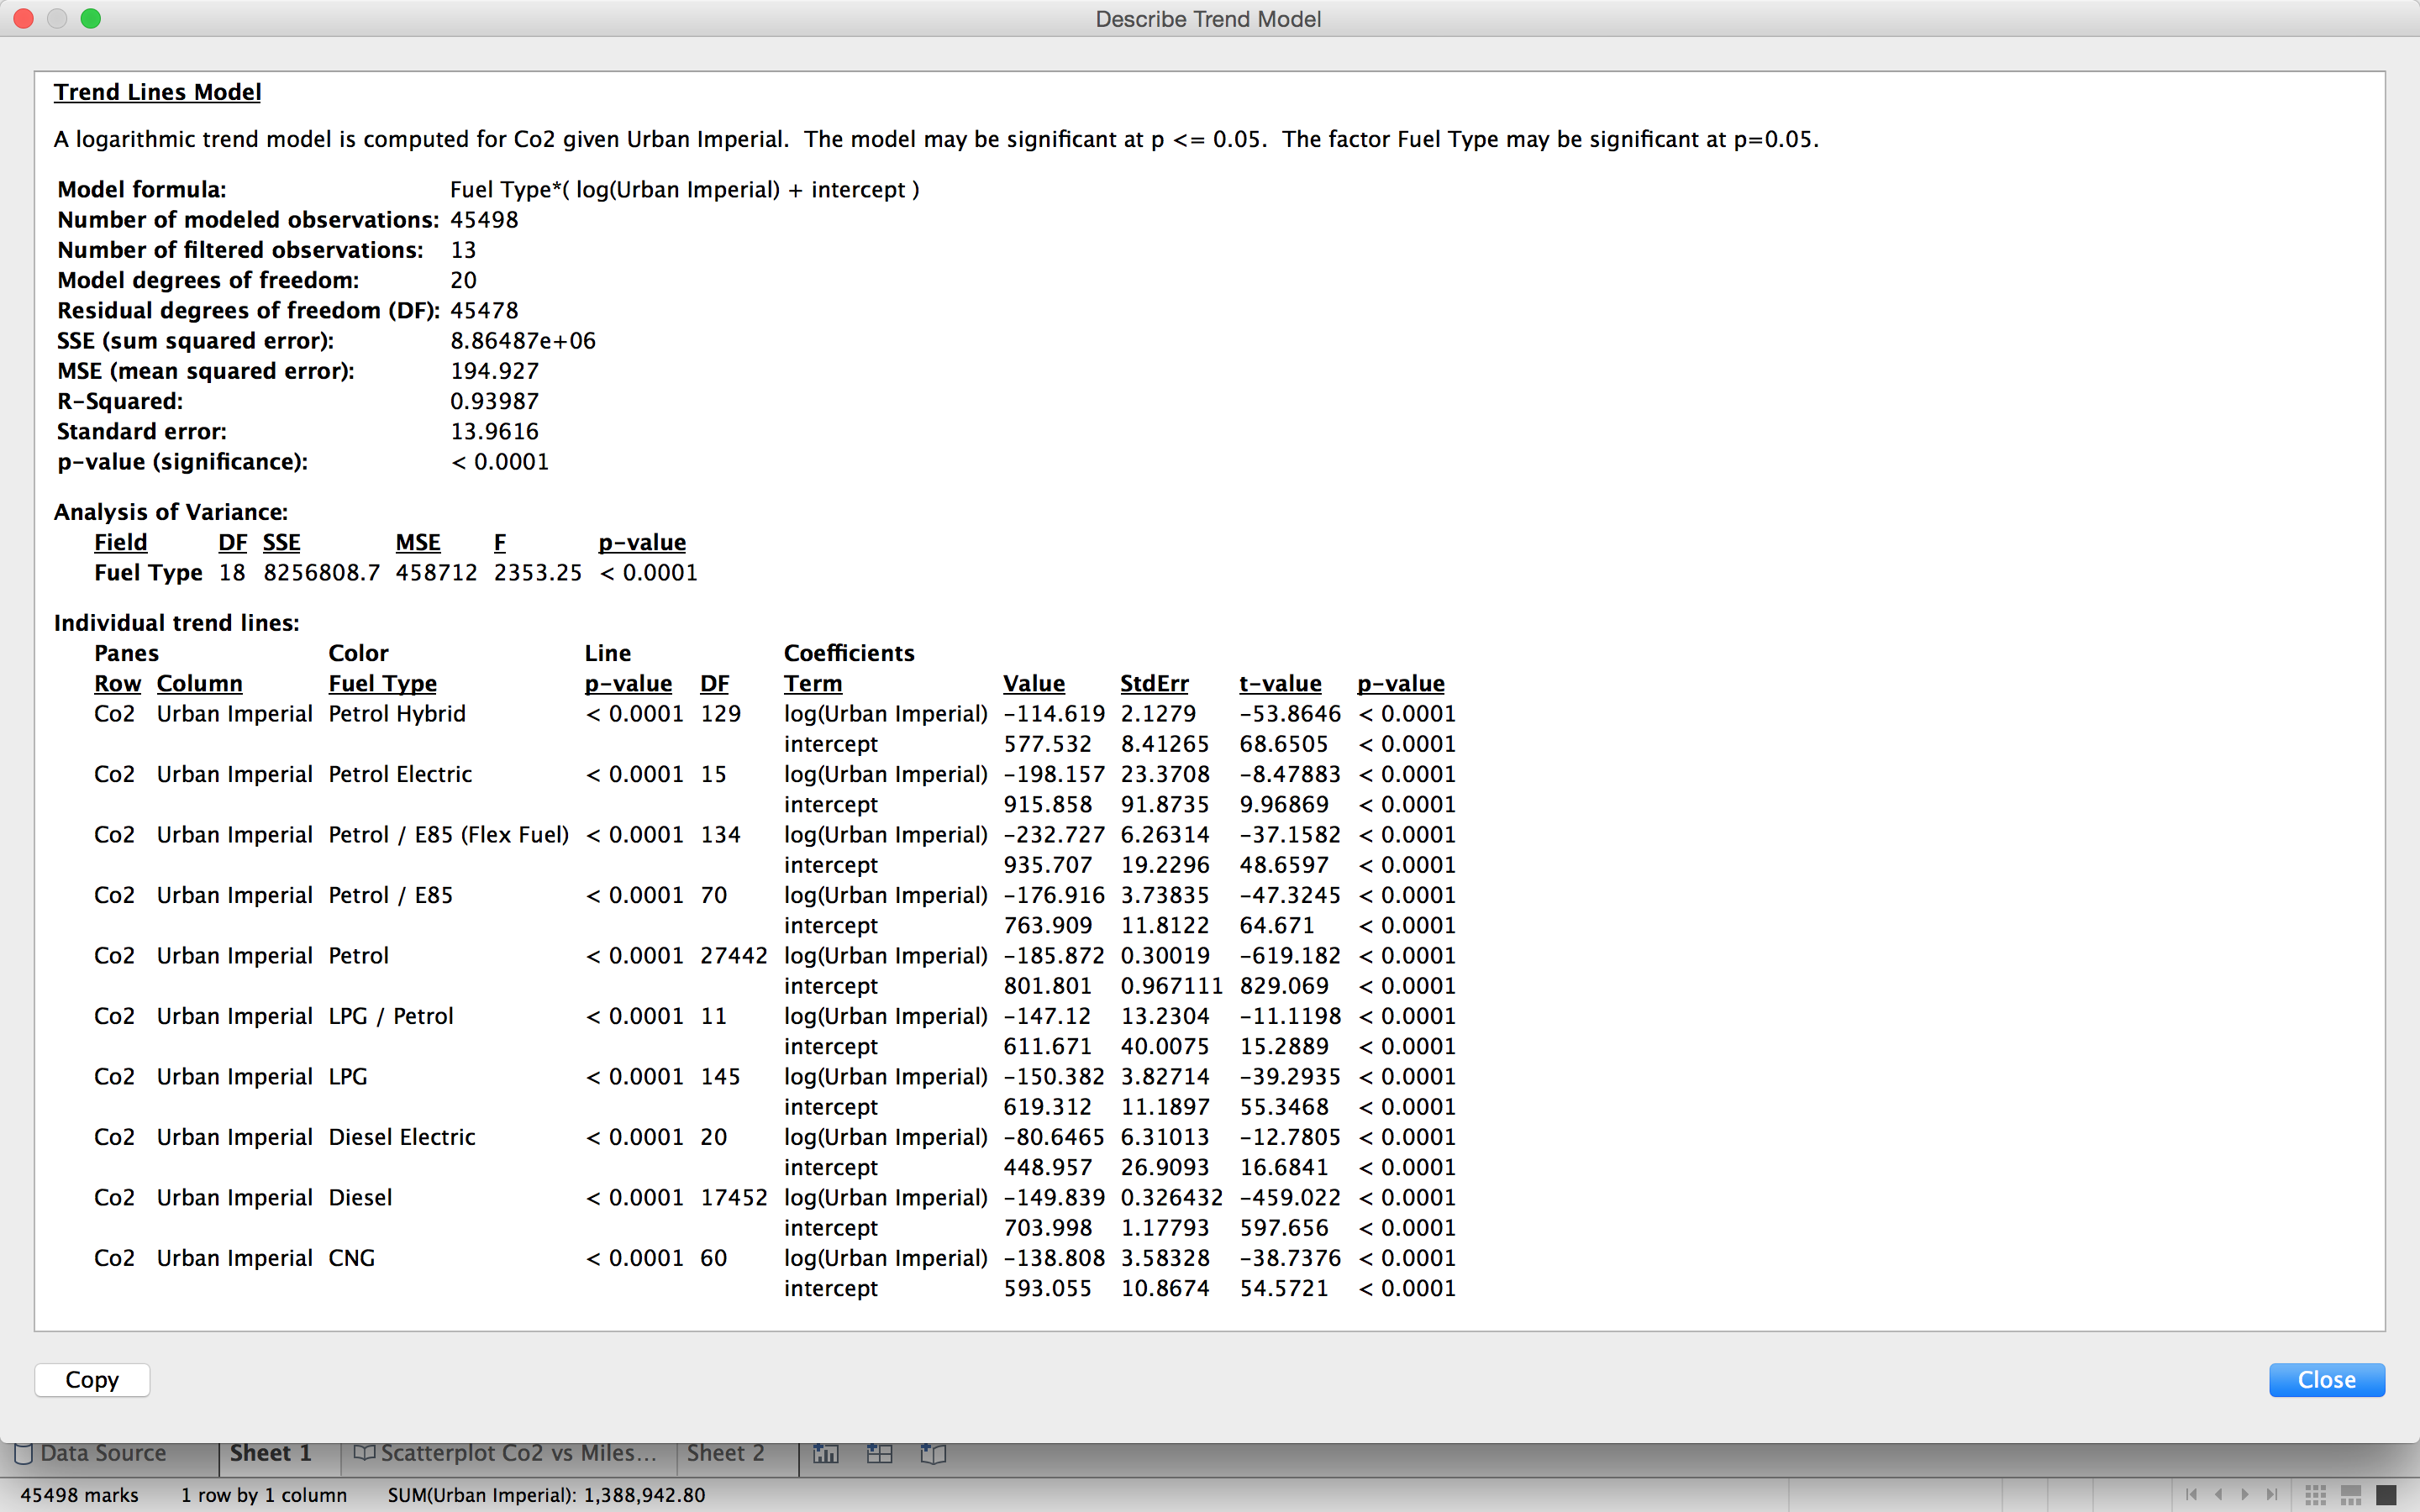 Describe Trend Model
Trend Lines Model
A logarithmic trend model is computed for Co2 given Urban Imperial.  The model may be significant at p <= 0.05.  The factor Fuel Type may be significant at p=0.05.
Model formula: Fuel Type*( log(Urban Imperial) + intercept )
Number of modeled observations: 45498
Number of filtered observations: 13
Model degrees of freedom: 20
Residual degrees of freedom (DF): 45478
SSE (sum squared error): 8.86487e+06
MSE (mean squared error): 194.927
R-Squared: 0.93987
Standard error: 13.9616
p-value (significance): < 0.0001
Analysis of Variance:
Field DF SSE MSE F p-value
Fuel Type 18 8256808.7 458712 2353.25 < 0.0001
Individual trend lines:
Panes Color Line Coefficients
Row Column Fuel Type p-value DF Term Value StdErr t-value p-value
Co2 Urban Imperial Petrol Hybrid < 0.0001 129 log(Urban Imperial) -114.619 2.1279 -53.8646 < 0.0001
intercept 577.532 8.41265 68.6505 < 0.0001
Co2 Urban Imperial Petrol Electric < 0.0001 15 log(Urban Imperial) -198.157 23.3708 -8.47883 < 0.0001
intercept 915.858 91.8735 9.96869 < 0.0001
Co2 Urban Imperial Petrol / E85 (Flex Fuel) < 0.0001 134 log(Urban Imperial) -232.727 6.26314 -37.1582 < 0.0001
intercept 935.707 19.2296 48.6597 < 0.0001
Co2 Urban Imperial Petrol / E85 < 0.0001 70 log(Urban Imperial) -176.916 3.73835 -47.3245 < 0.0001
intercept 763.909 11.8122 64.671 < 0.0001
Co2 Urban Imperial Petrol < 0.0001 27442 log(Urban Imperial) -185.872 0.30019 -619.182 < 0.0001
intercept 801.801 0.967111 829.069 < 0.0001
Co2 Urban Imperial LPG / Petrol < 0.0001 11 log(Urban Imperial) -147.12 13.2304 -11.1198 < 0.0001
intercept 611.671 40.0075 15.2889 < 0.0001
Co2 Urban Imperial LPG < 0.0001 145 log(Urban Imperial) -150.382 3.82714 -39.2935 < 0.0001
intercept 619.312 11.1897 55.3468 < 0.0001
Co2 Urban Imperial Diesel Electric < 0.0001 20 log(Urban Imperial) -80.6465 6.31013 -12.7805 < 0.0001
intercept 448.957 26.9093 16.6841 < 0.0001
Co2 Urban Imperial Diesel < 0.0001 17452 log(Urban Imperial) -149.839 0.326432 -459.022 < 0.0001
intercept 703.998 1.17793 597.656 < 0.0001
Co2 Urban Imperial CNG < 0.0001 60 log(Urban Imperial) -138.808 3.58328 -38.7376 < 0.0001
intercept 593.055 10.8674 54.5721 < 0.0001
Copy Close
Data Source Sheet 1 Scatterplot Co2 vs Miles... Sheet 2
45498 marks 1 row by 1 column SUM(Urban Imperial): 1,388,942.80